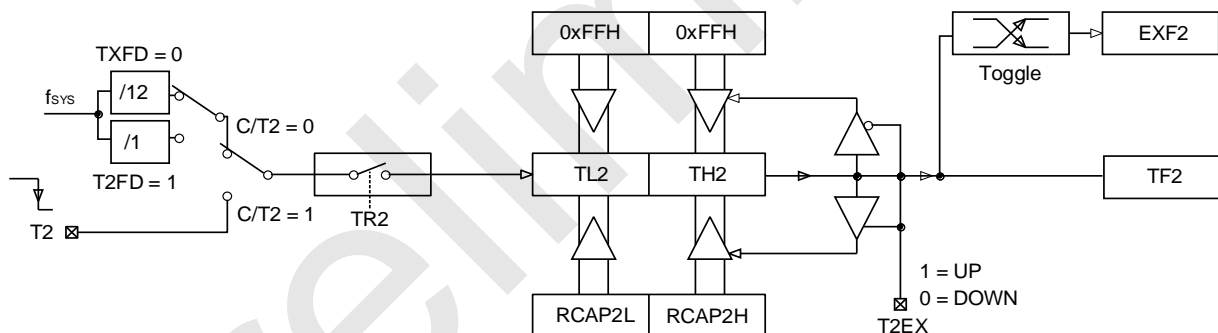 0xFFH 0xFFH
EXF2
Toggle
TXFD = 0
fSYS
/12
/1
C/T2 = 0
T2FD = 1
TR2
TL2 TH2
TF2
C/T2 = 1
T2
1 = UP
0 = DOWN
RCAP2L RCAP2H
T2EX